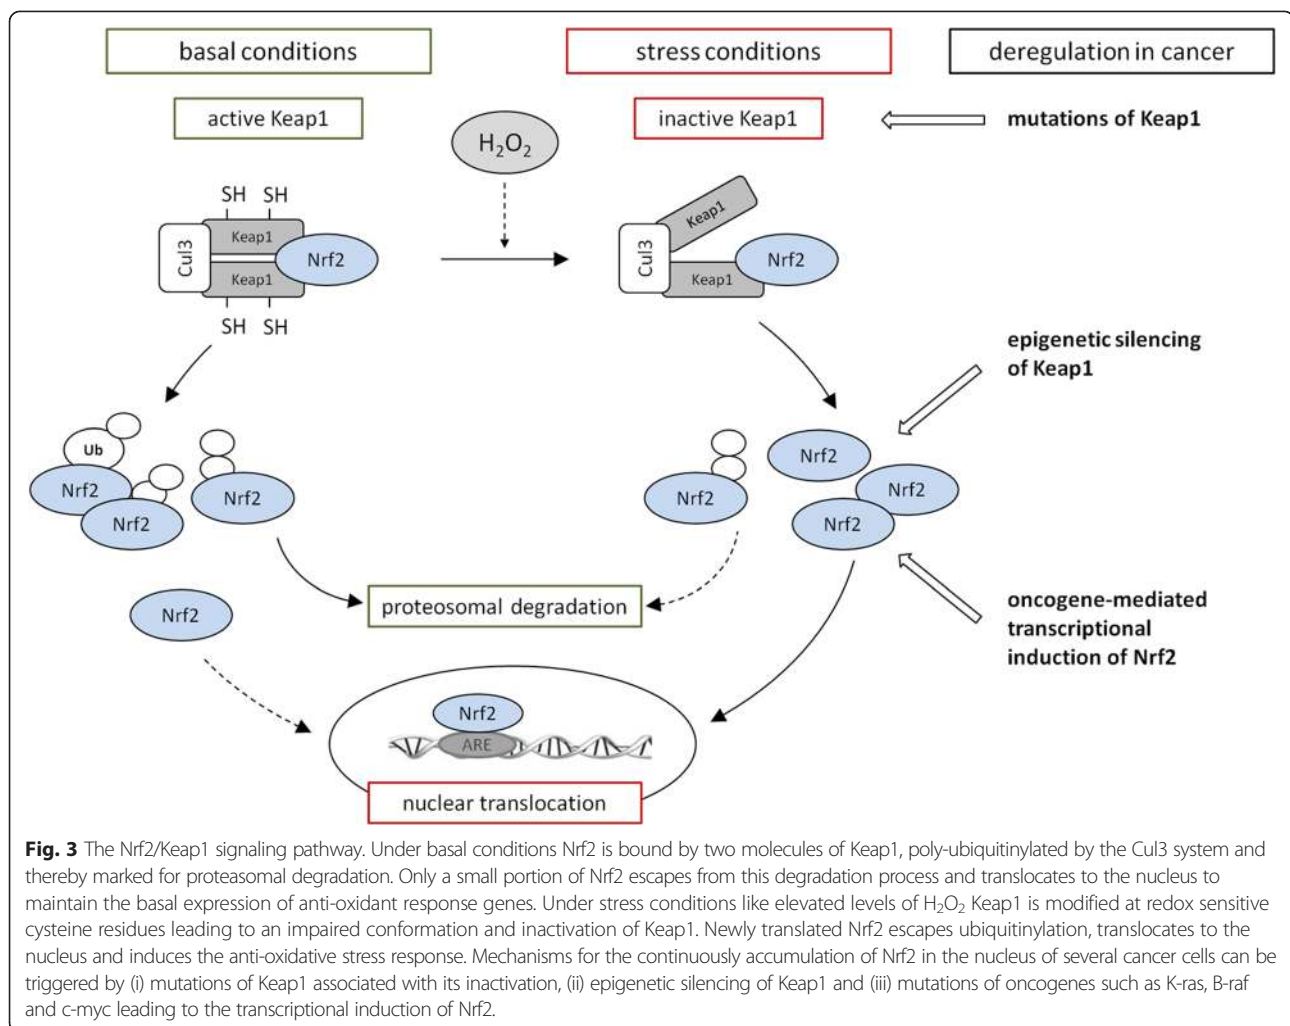 basal conditions
stress conditions
deregulation in cancer
active Keap1
inactive Keap1
mutations of Keap1
H₂O₂
SH SH
Keap1
Cul3
Nrf2
Keap1
SH SH
Keap1
Cul3
Nrf2
Keap1
epigenetic silencing
of Keap1
Ub
Nrf2
Nrf2
Nrf2
Nrf2
Nrf2
Nrf2
Nrf2
proteosomal degradation
Nrf2
oncogene-mediated
transcriptional
induction of Nrf2
Nrf2
ARE
nuclear translocation
Fig. 3 The Nrf2/Keap1 signaling pathway. Under basal conditions Nrf2 is bound by two molecules of Keap1, poly-ubiquitinylated by the Cul3 system and
thereby marked for proteasomal degradation. Only a small portion of Nrf2 escapes from this degradation process and translocates to the nucleus to
maintain the basal expression of anti-oxidant response genes. Under stress conditions like elevated levels of H₂O₂ Keap1 is modified at redox sensitive
cysteine residues leading to an impaired conformation and inactivation of Keap1. Newly translated Nrf2 escapes ubiquitinylation, translocates to the
nucleus and induces the anti-oxidative stress response. Mechanisms for the continuously accumulation of Nrf2 in the nucleus of several cancer cells can be
triggered by (i) mutations of Keap1 associated with its inactivation, (ii) epigenetic silencing of Keap1 and (iii) mutations of oncogenes such as K-ras, B-raf
and c-myc leading to the transcriptional induction of Nrf2.